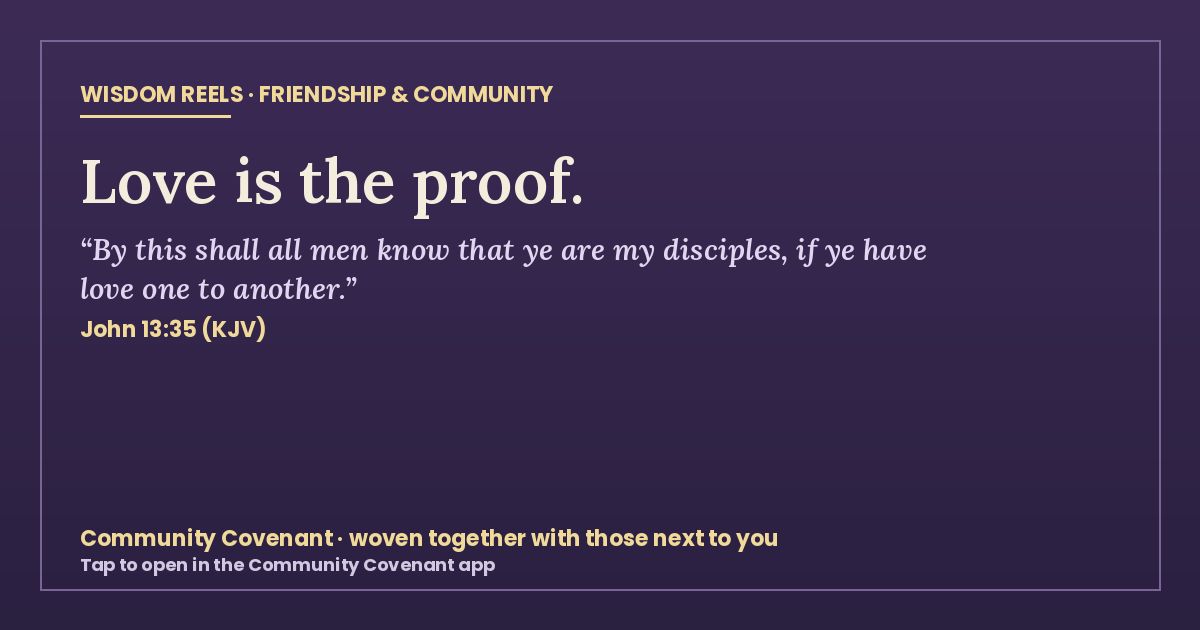 WISDOM REELS · FRIENDSHIP & COMMUNITY
Love is the proof.
“By this shall all men know that ye are my disciples, if ye have
love one to another.”
John 13:35 (KJV)
Community Covenant · woven together with those next to you
Tap to open in the Community Covenant app